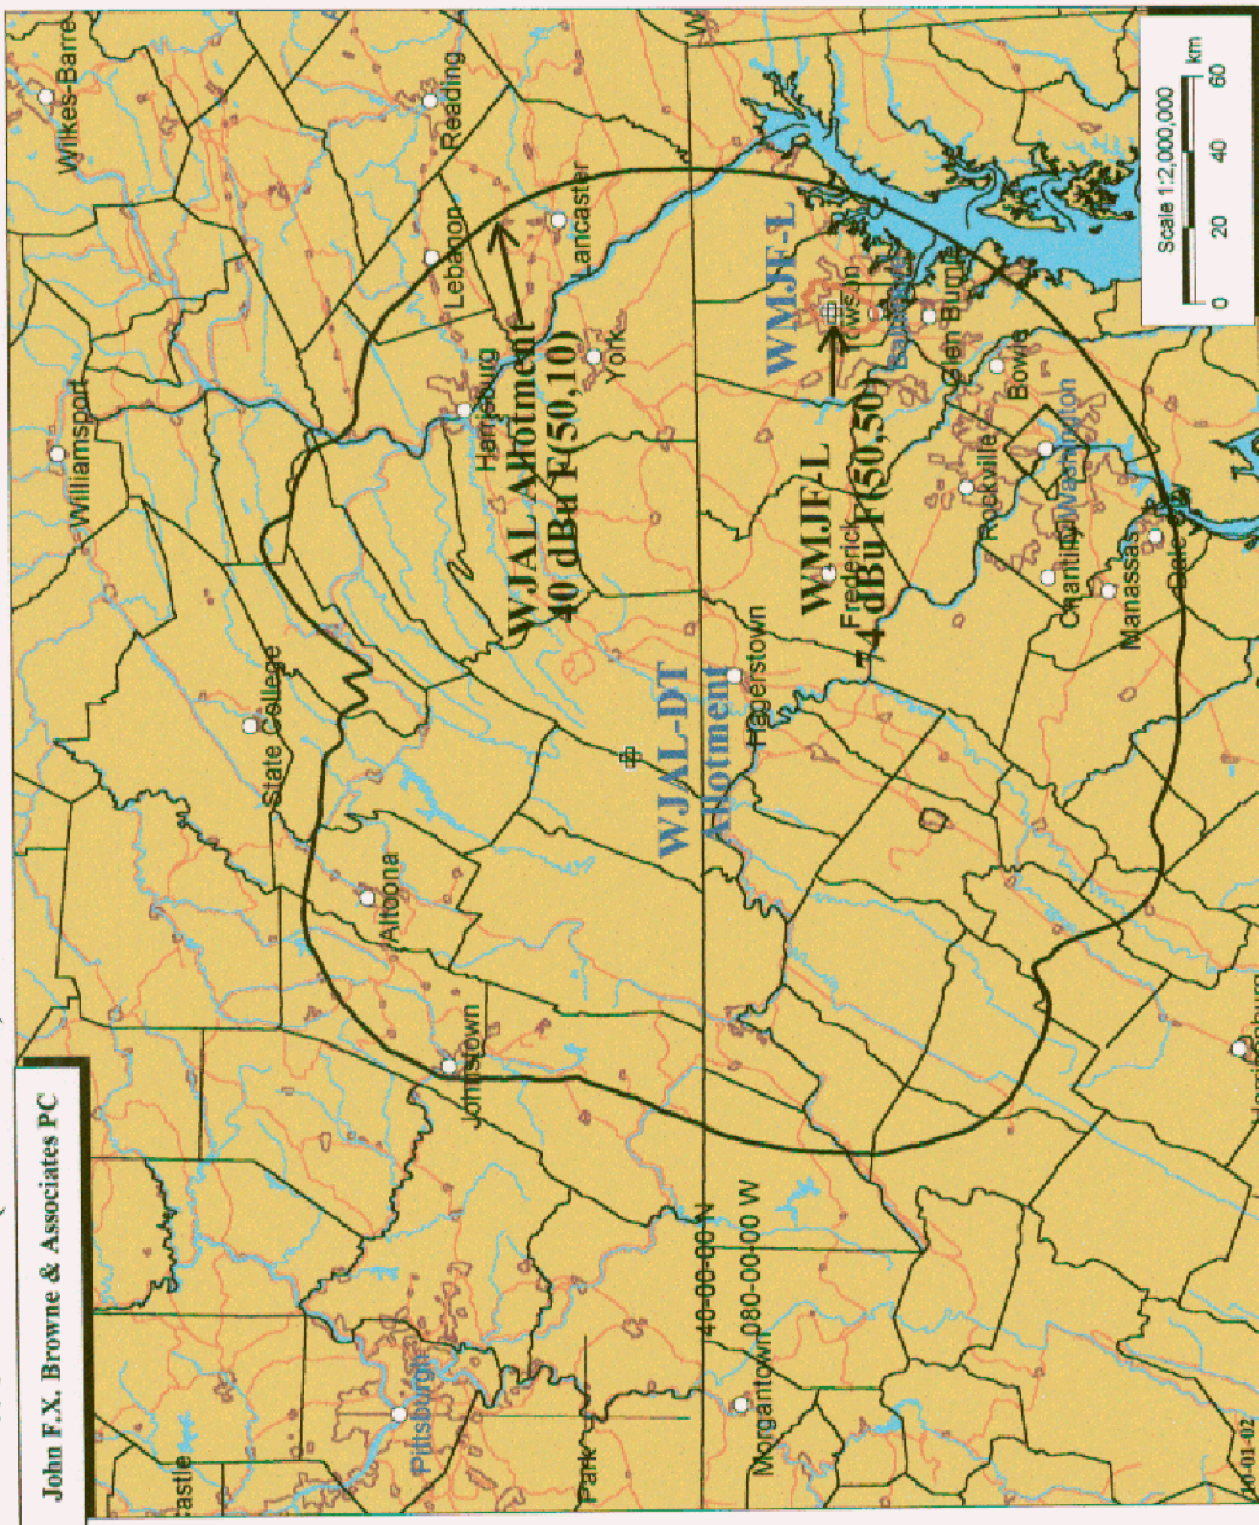 John F.X. Browne & Associates PC
Wilkes-Barre
Williamsport
State College
Reading
Lebanon
Lancaster
Harrisburg
York
Altoona
Johnstown
Pittsburgh
Park
WJAL Allotment
40 dBu F(50,10)
WJAL-DT
Allotment
WMJF-L
WMJF-L
74 dBu F(50,50)
Towson
Baltimore
Glen Burnie
Bowie
Rockville
Washington
Chantilly
Manassas
Dale
Frederick
Hagerstown
Morgantown
40-00-00 N
080-00-00 W
Scale 1:2,000,000
0 20 40 60
km